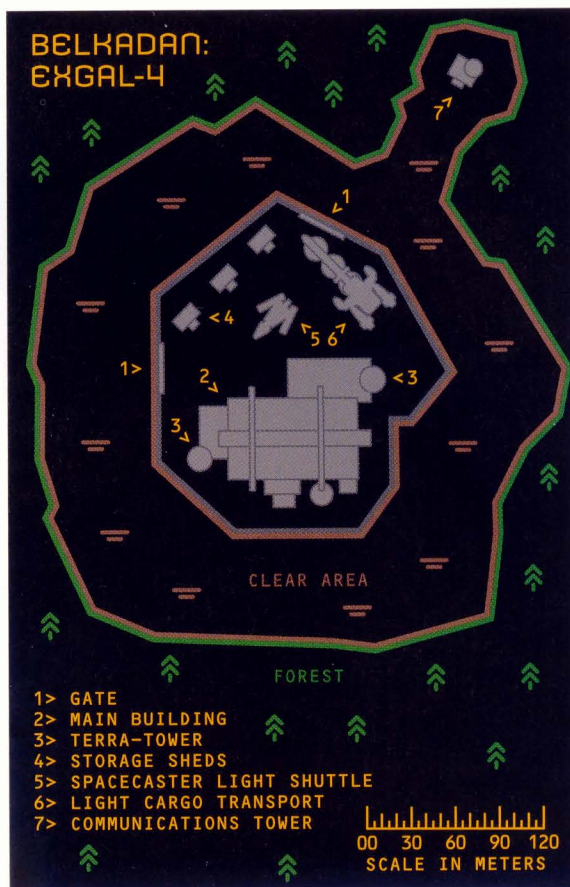 BELKADAN:
EXGAL-4
7
1
4
5 6
1
2
3
3
CLEAR AREA
FOREST
1> GATE
2> MAIN BUILDING
3> TERRA-TOWER
4> STORAGE SHEDS
5> SPACECASTER LIGHT SHUTTLE
6> LIGHT CARGO TRANSPORT
7> COMMUNICATIONS TOWER
00 30 60 90 120
SCALE IN METERS